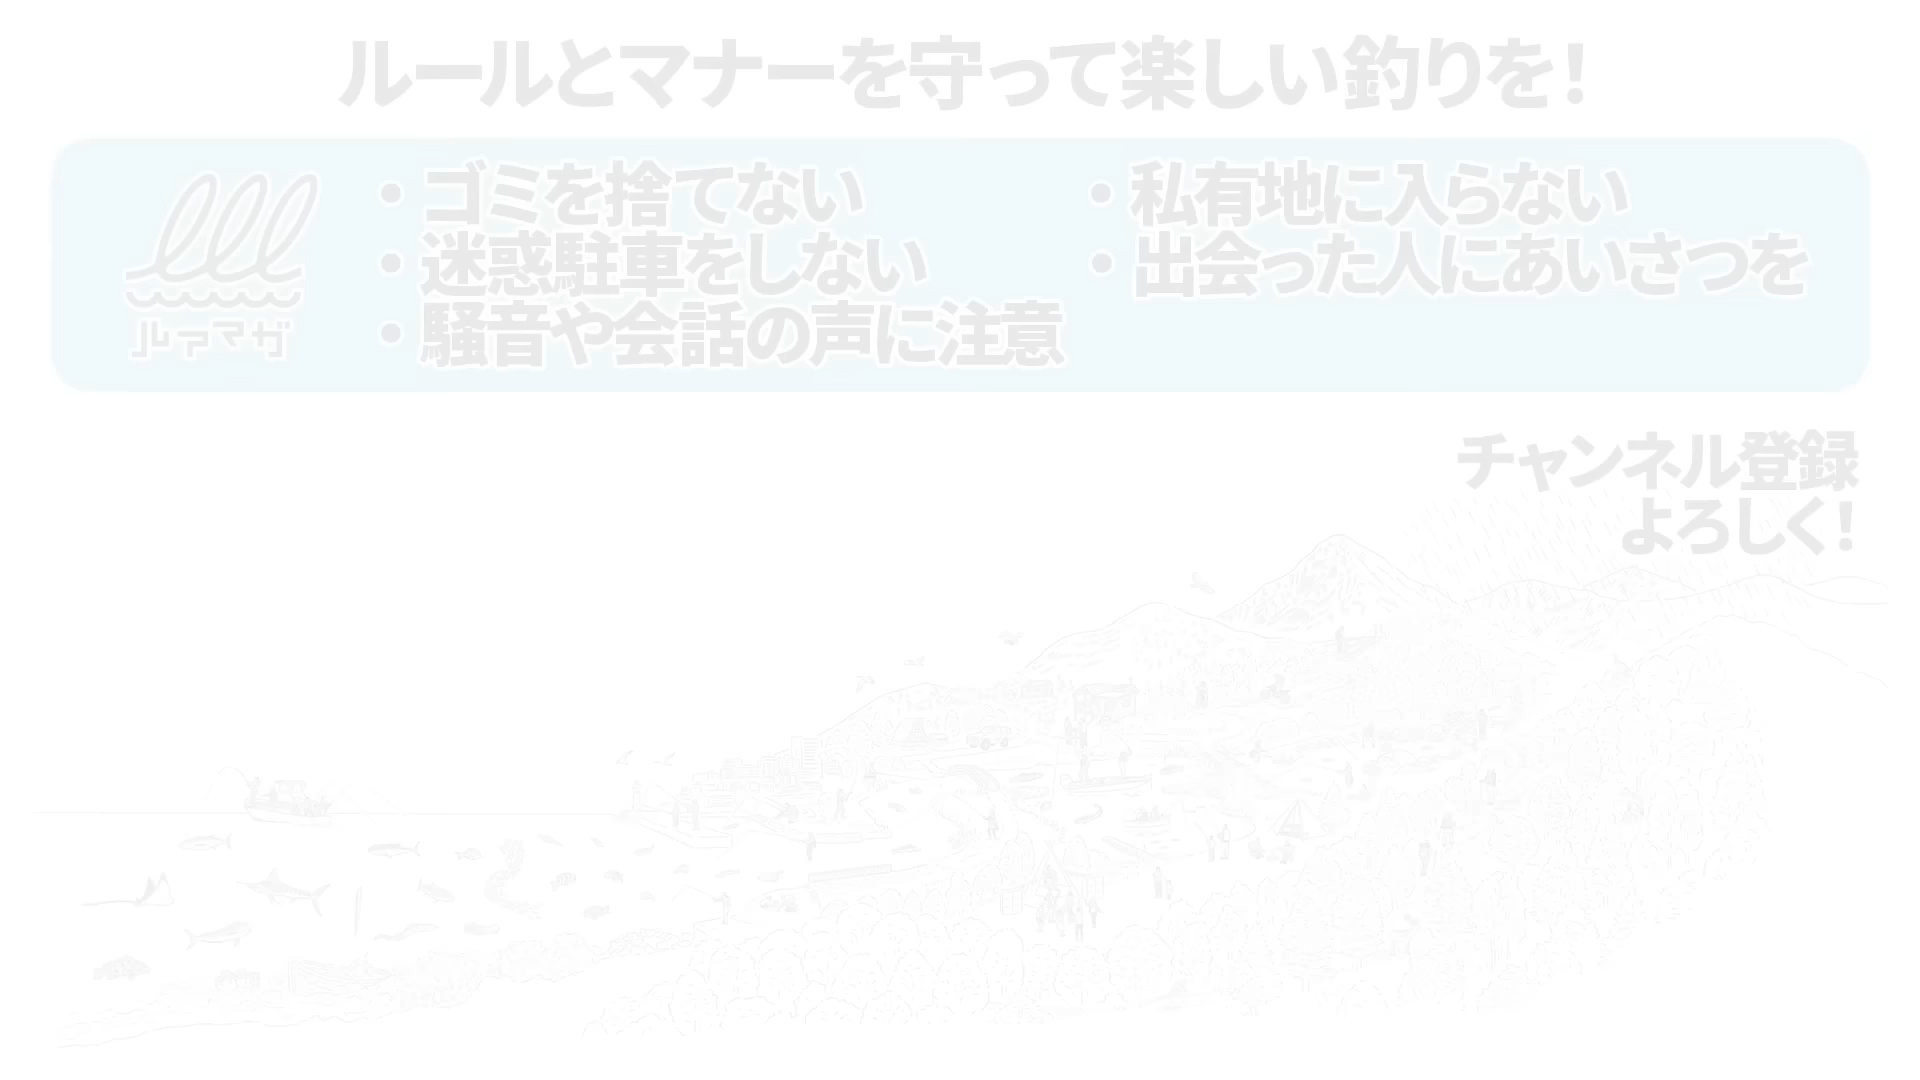 ルールとマナーを守って楽しい釣りを！
・ゴミを捨てない
・迷惑駐車をしない
・騒音や会話の声に注意
・私有地に入らない
・出会った人にあいさつを
ルアマガ
チャンネル登録
よろしく！